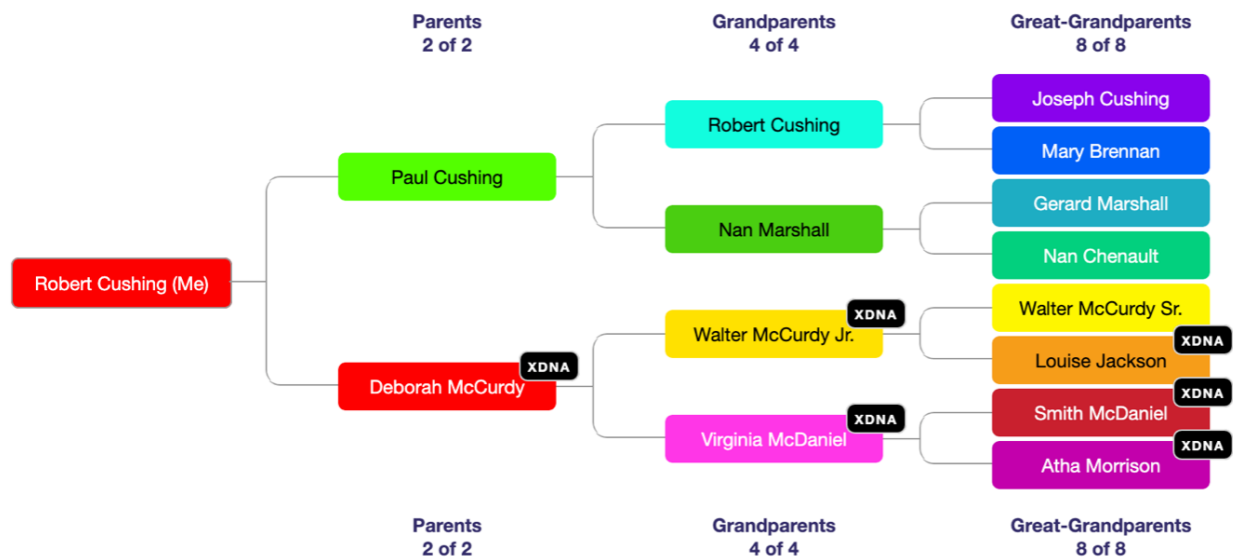 Parents
2 of 2
Grandparents
4 of 4
Great-Grandparents
8 of 8
Robert Cushing (Me)
Paul Cushing
Deborah McCurdy
XDNA
Robert Cushing
Nan Marshall
Walter McCurdy Jr.
XDNA
Virginia McDaniel
XDNA
Joseph Cushing
Mary Brennan
Gerard Marshall
Nan Chenault
Walter McCurdy Sr.
Louise Jackson
XDNA
Smith McDaniel
XDNA
Atha Morrison
XDNA
Parents
2 of 2
Grandparents
4 of 4
Great-Grandparents
8 of 8